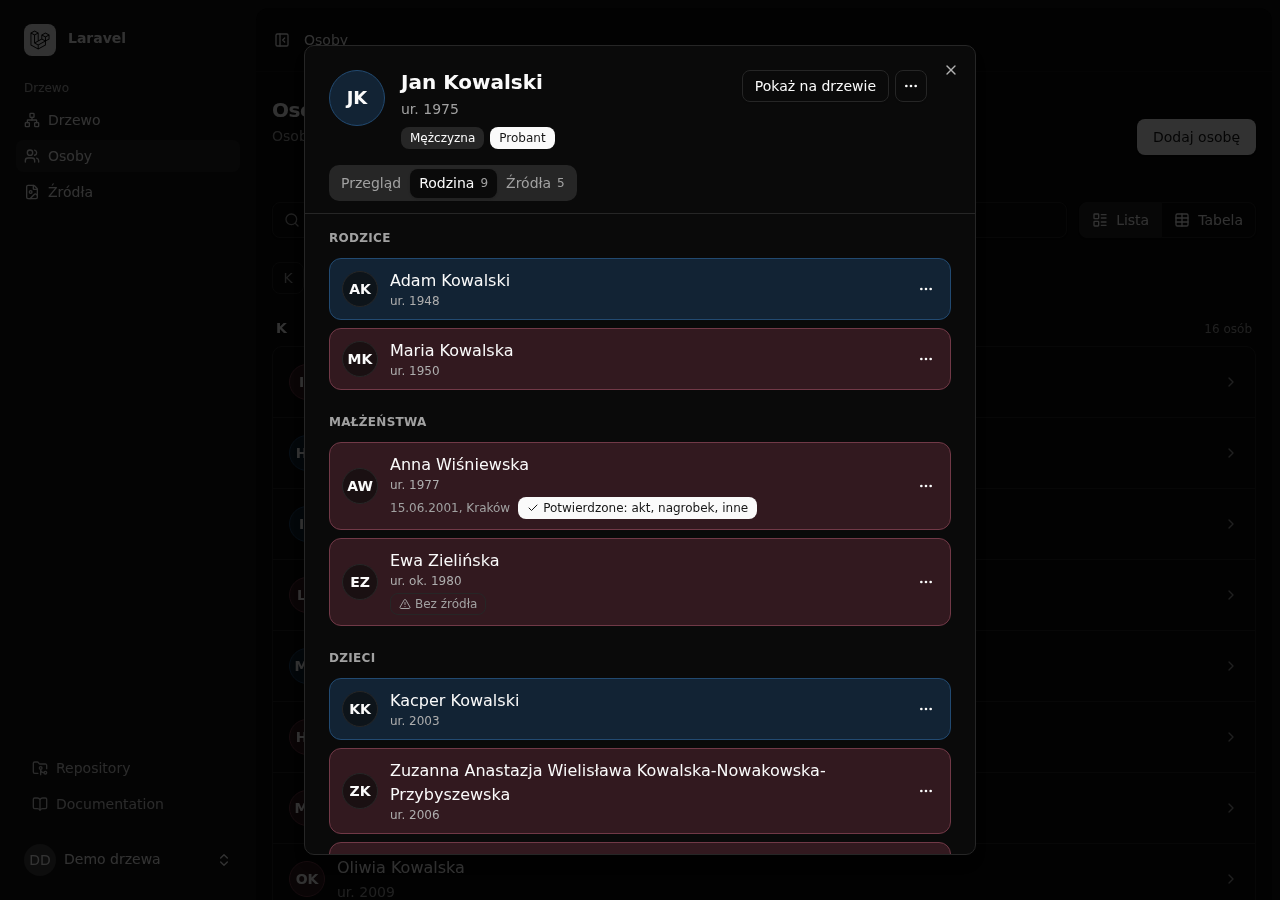 Laravel
Drzewo
Drzewo
Osoby
Źródła
Repository
Documentation
DD
Demo drzewa
Osoby
Dodaj osobę
Lista
Tabela
K
K
16 osób
JK
Jan Kowalski
ur. 1975
Mężczyzna
Probant
Pokaż na drzewie
Przegląd
Rodzina 9
Źródła 5
RODZICE
AK
Adam Kowalski
ur. 1948
MK
Maria Kowalska
ur. 1950
MAŁŻEŃSTWA
AW
Anna Wiśniewska
ur. 1977
15.06.2001, Kraków
Potwierdzone: akt, nagrobek, inne
EZ
Ewa Zielińska
ur. ok. 1980
Bez źródła
DZIECI
KK
Kacper Kowalski
ur. 2003
ZK
Zuzanna Anastazja Wielisława Kowalska-Nowakowska-
Przybyszewska
ur. 2006
OK
Oliwia Kowalska
ur. 2009